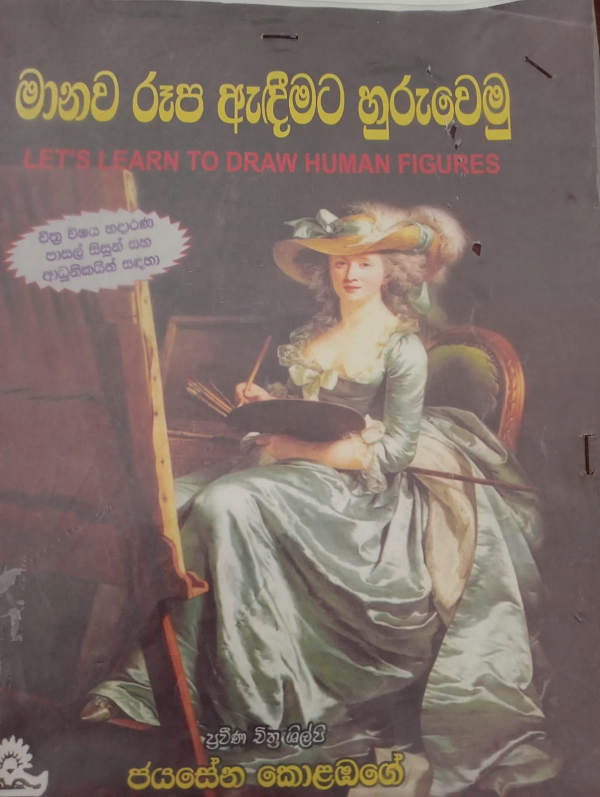 මානව රූප ඇඳීමට හුරුවෙමු
LET'S LEARN TO DRAW HUMAN FIGURES
චිත්‍ර විෂය හදාරණ
පාසල් සිසුන් සහ
ආධුනිකයින් සඳහා
ප්‍රවීණ චිත්‍ර ශිල්පී
ජයසේන කොළඹගේ